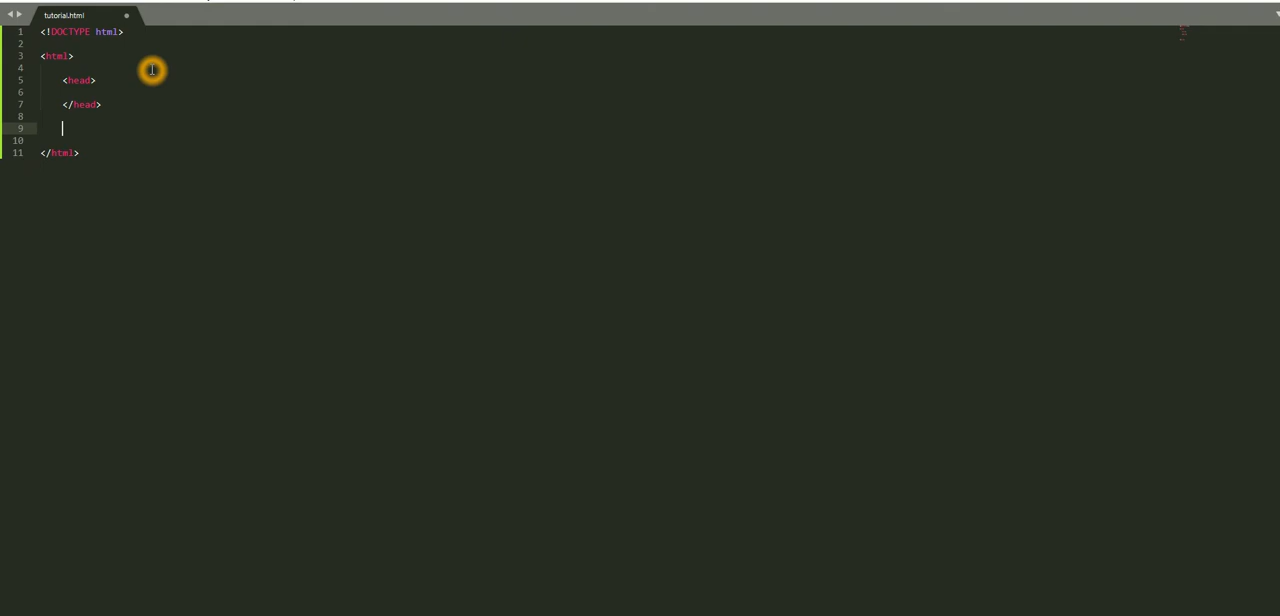 tutorial.html
1 <!DOCTYPE html>
2
3 <html>
4
5 <head>
6
7 </head>
8
9
10
11 </html>